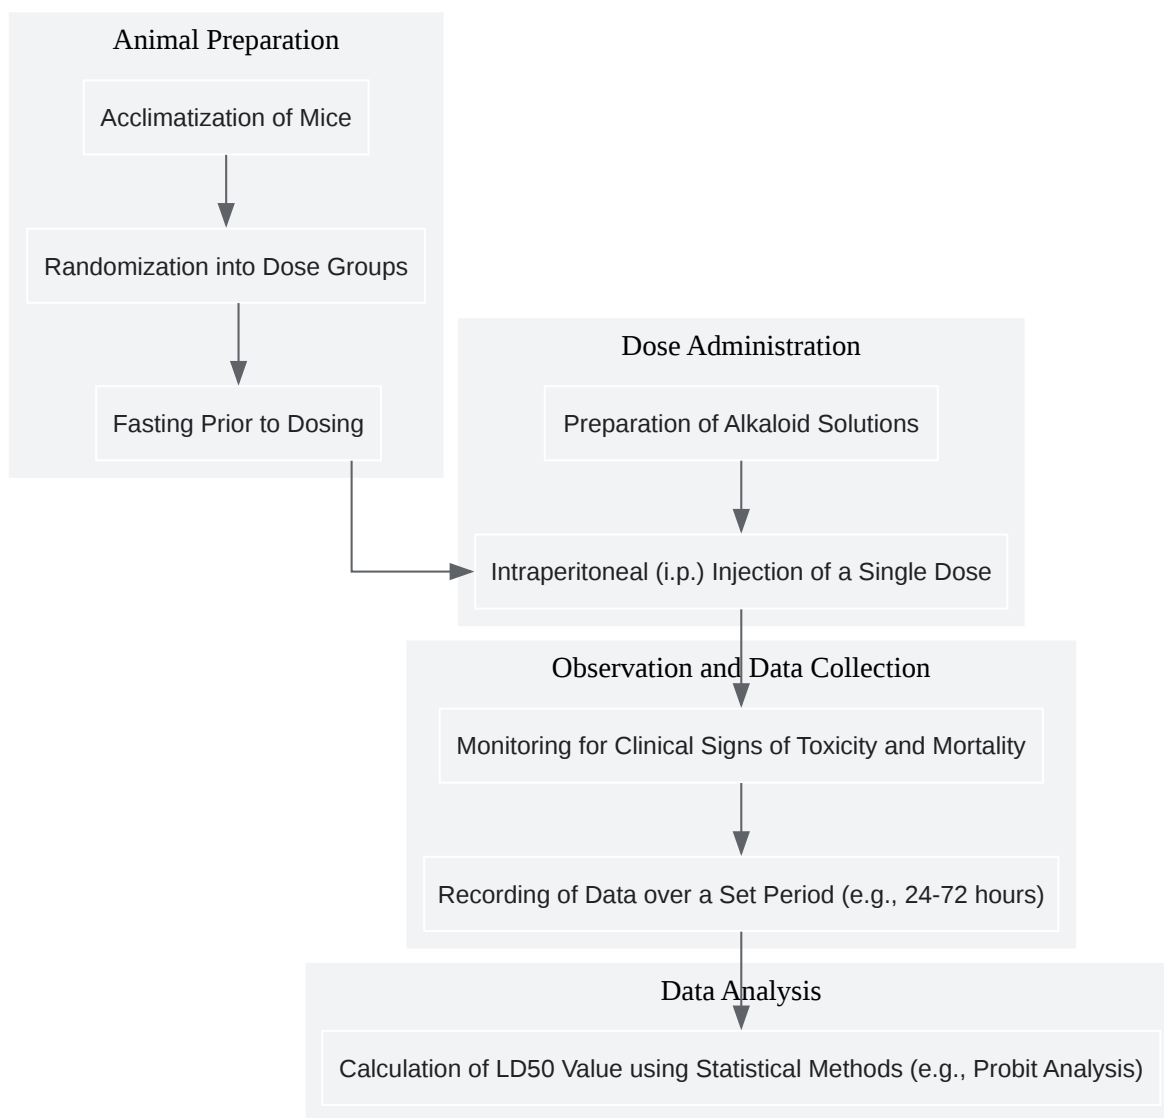 Animal Preparation
Acclimatization of Mice
Randomization into Dose Groups
Fasting Prior to Dosing
Dose Administration
Preparation of Alkaloid Solutions
Intraperitoneal (i.p.) Injection of a Single Dose
Observation and Data Collection
Monitoring for Clinical Signs of Toxicity and Mortality
Recording of Data over a Set Period (e.g., 24-72 hours)
Data Analysis
Calculation of LD50 Value using Statistical Methods (e.g., Probit Analysis)